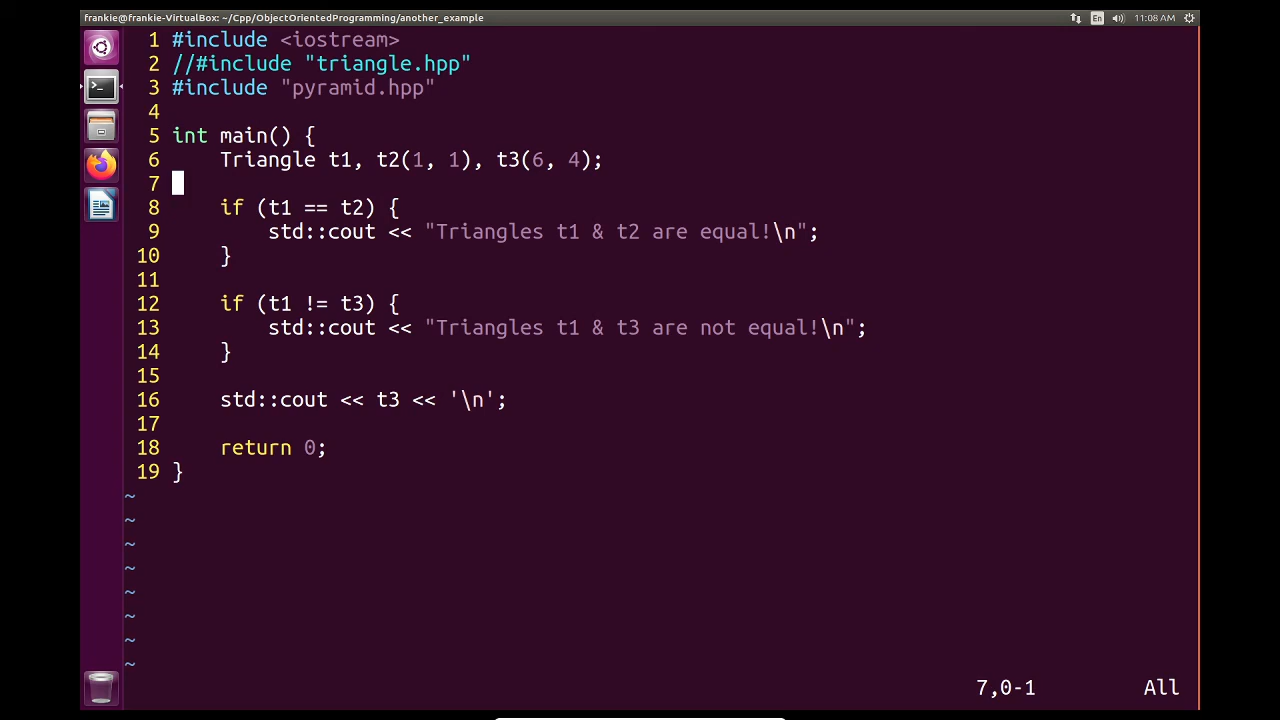 frankie@frankie-VirtualBox: ~/Cpp/ObjectOrientedProgramming/another_example
En
11:08 AM
1 #include <iostream>
2 //#include "triangle.hpp"
3 #include "pyramid.hpp"
4
5 int main() {
6     Triangle t1, t2(1, 1), t3(6, 4);
7
8     if (t1 == t2) {
9         std::cout << "Triangles t1 & t2 are equal!\n";
10     }
11
12     if (t1 != t3) {
13         std::cout << "Triangles t1 & t3 are not equal!\n";
14     }
15
16     std::cout << t3 << '\n';
17
18     return 0;
19 }
~
~
~
~
~
~
~
~
7,0-1 All